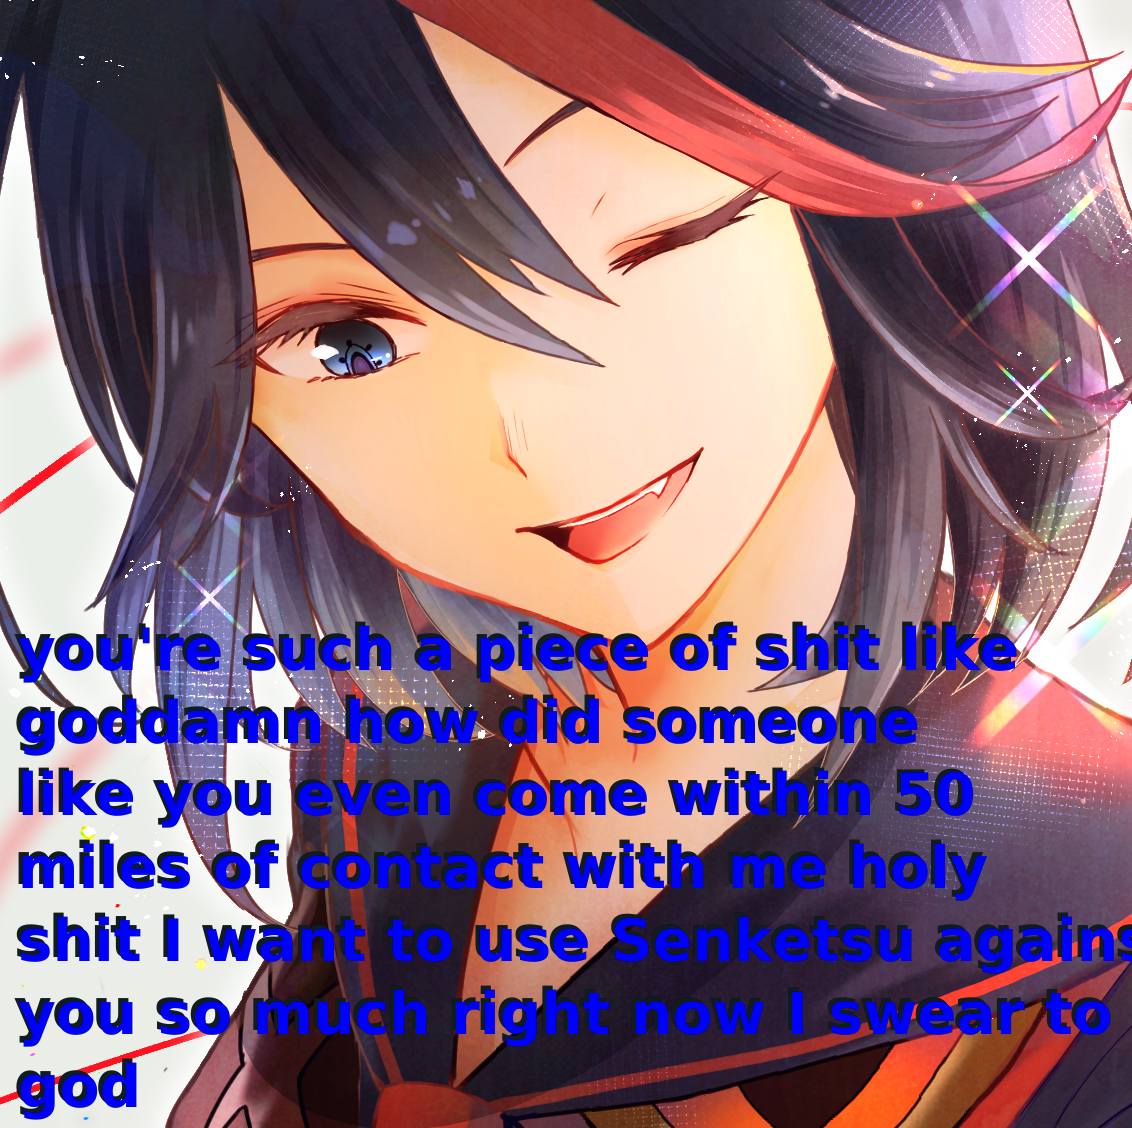 you're such a piece of shit like
goddamn how did someone
like you even come within 50
miles of contact with me holy
shit I want to use Senketsu agains
you so much right now I swear to
god